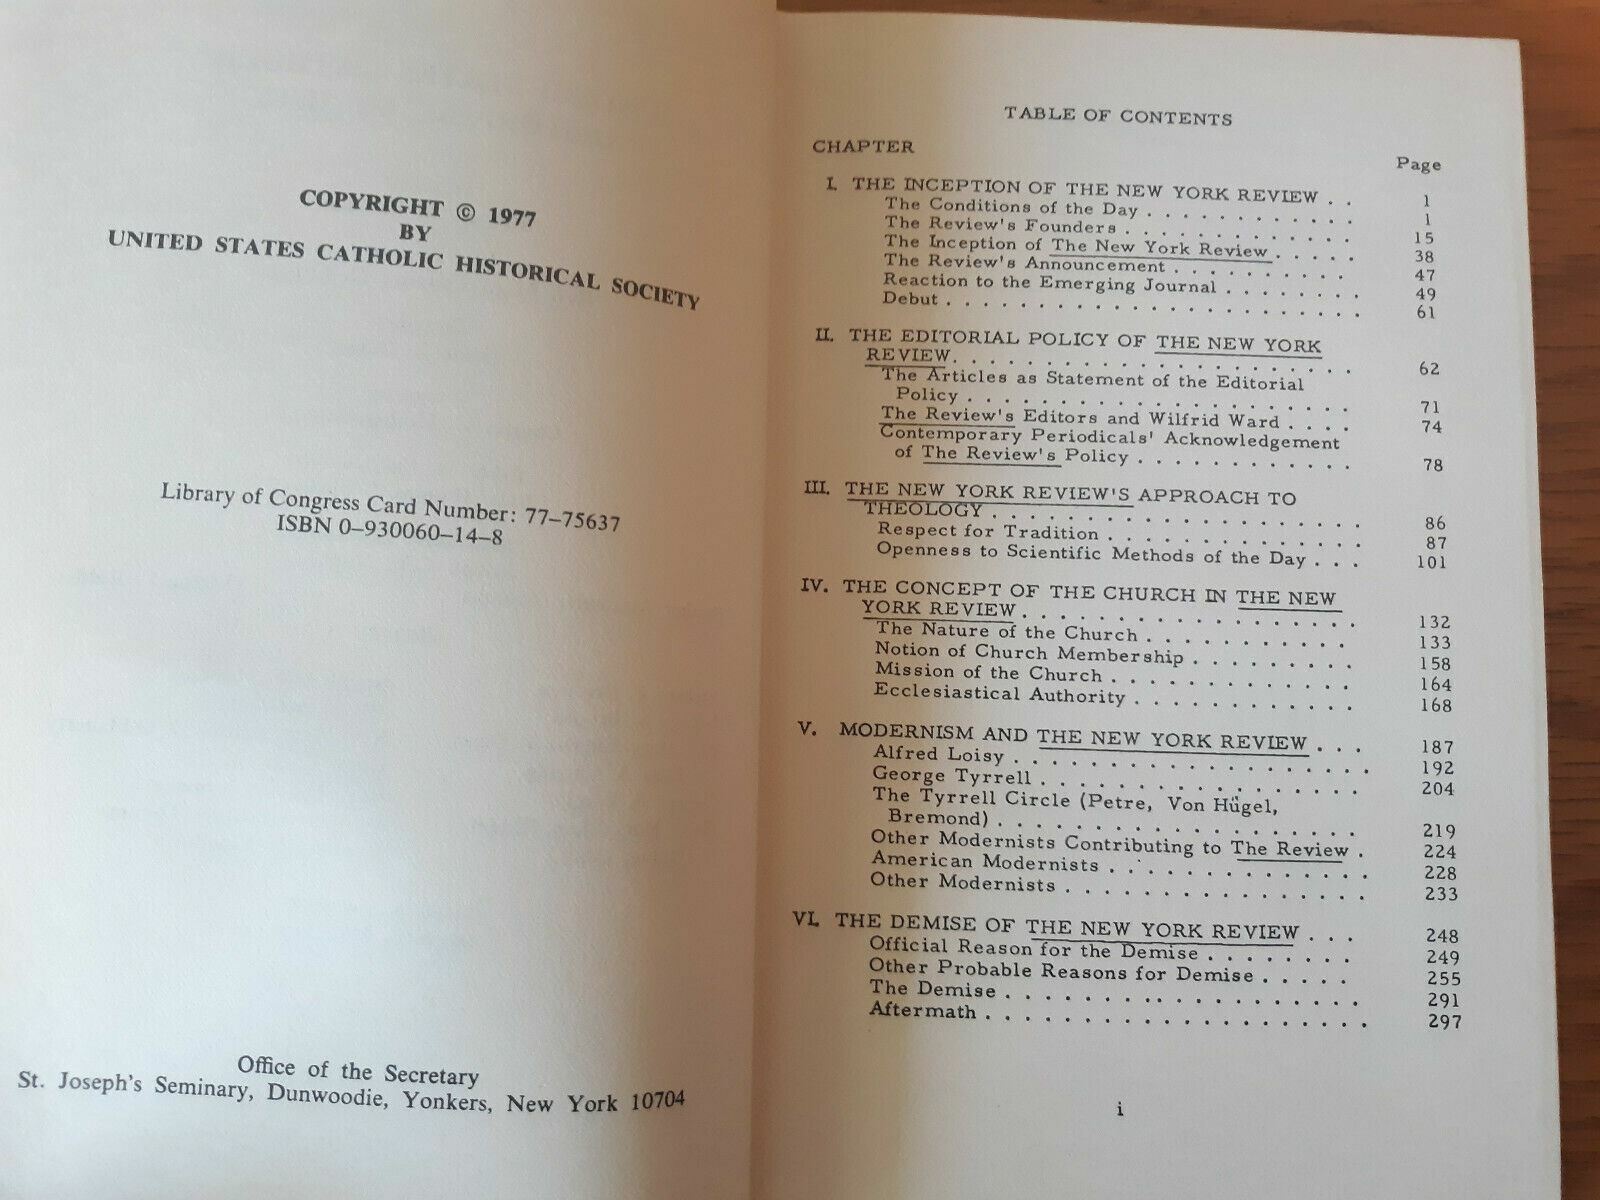 COPYRIGHT © 1977
BY
UNITED STATES CATHOLIC HISTORICAL SOCIETY
Library of Congress Card Number: 77-75637
ISBN 0-930060-14-8
Office of the Secretary
St. Joseph's Seminary, Dunwoodie, Yonkers, New York 10704
TABLE OF CONTENTS
CHAPTER Page
I. THE INCEPTION OF THE NEW YORK REVIEW . . 1
The Conditions of the Day . . . . . . . . . . . . 1
The Review's Founders . . . . . . . . . . . . . 15
The Inception of The New York Review . . . . . 38
The Review's Announcement . . . . . . . . . . 47
Reaction to the Emerging Journal . . . . . . . . 49
Debut . . . . . . . . . . . . . . . . . . . . . . 61
II. THE EDITORIAL POLICY OF THE NEW YORK
REVIEW . . . . . . . . . . . . . . . . . . . . . 62
The Articles as Statement of the Editorial
Policy . . . . . . . . . . . . . . . . . . . . . 71
The Review's Editors and Wilfrid Ward . . . . 74
Contemporary Periodicals' Acknowledgement
of The Review's Policy . . . . . . . . . . . . 78
III. THE NEW YORK REVIEW'S APPROACH TO
THEOLOGY . . . . . . . . . . . . . . . . . . . 86
Respect for Tradition . . . . . . . . . . . . . . 87
Openness to Scientific Methods of the Day . . . 101
IV. THE CONCEPT OF THE CHURCH IN THE NEW
YORK REVIEW . . . . . . . . . . . . . . . . . . 132
The Nature of the Church . . . . . . . . . . . 133
Notion of Church Membership . . . . . . . . . 158
Mission of the Church . . . . . . . . . . . . . 164
Ecclesiastical Authority . . . . . . . . . . . . 168
V. MODERNISM AND THE NEW YORK REVIEW . . . 187
Alfred Loisy . . . . . . . . . . . . . . . . . . . 192
George Tyrrell . . . . . . . . . . . . . . . . . 204
The Tyrrell Circle (Petre, Von Hügel,
Bremond) . . . . . . . . . . . . . . . . . . . 219
Other Modernists Contributing to The Review . 224
American Modernists . . . . . . . . . . . . . . 228
Other Modernists . . . . . . . . . . . . . . . . 233
VI. THE DEMISE OF THE NEW YORK REVIEW . . . 248
Official Reason for the Demise . . . . . . . . 249
Other Probable Reasons for Demise . . . . . 255
The Demise . . . . . . . . . . . . . . . . . . . 291
Aftermath . . . . . . . . . . . . . . . . . . . . 297
i